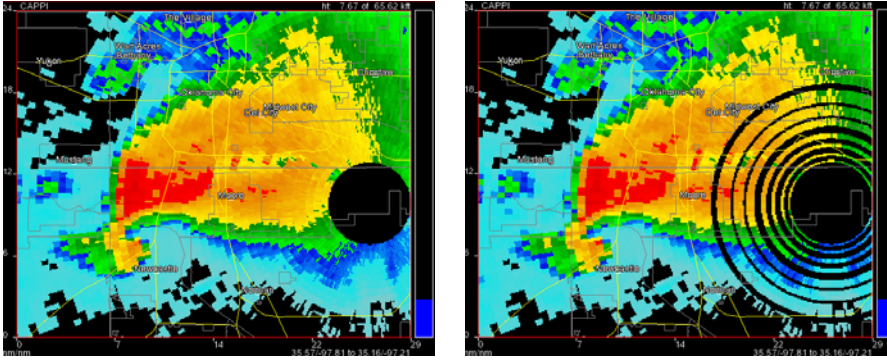 CAPPI
ht: 7.67 of 65.62 kft
24
The Village
Warr Acres
Bethany
Yukon
18
Oklahoma City
Midwest City
Del City
Mustang
12
Moore
6
Newcastle
Norman
0
7
14
22
29
nm/nm
35.57/-97.81 to 35.16/-97.21
CAPPI
ht: 7.67 of 65.62 kft
24
The Village
Warr Acres
Bethany
Yukon
18
Oklahoma City
Midwest City
Del City
Mustang
12
Moore
6
Newcastle
Norman
0
7
14
22
29
nm/nm
35.57/-97.81 to 35.16/-97.21